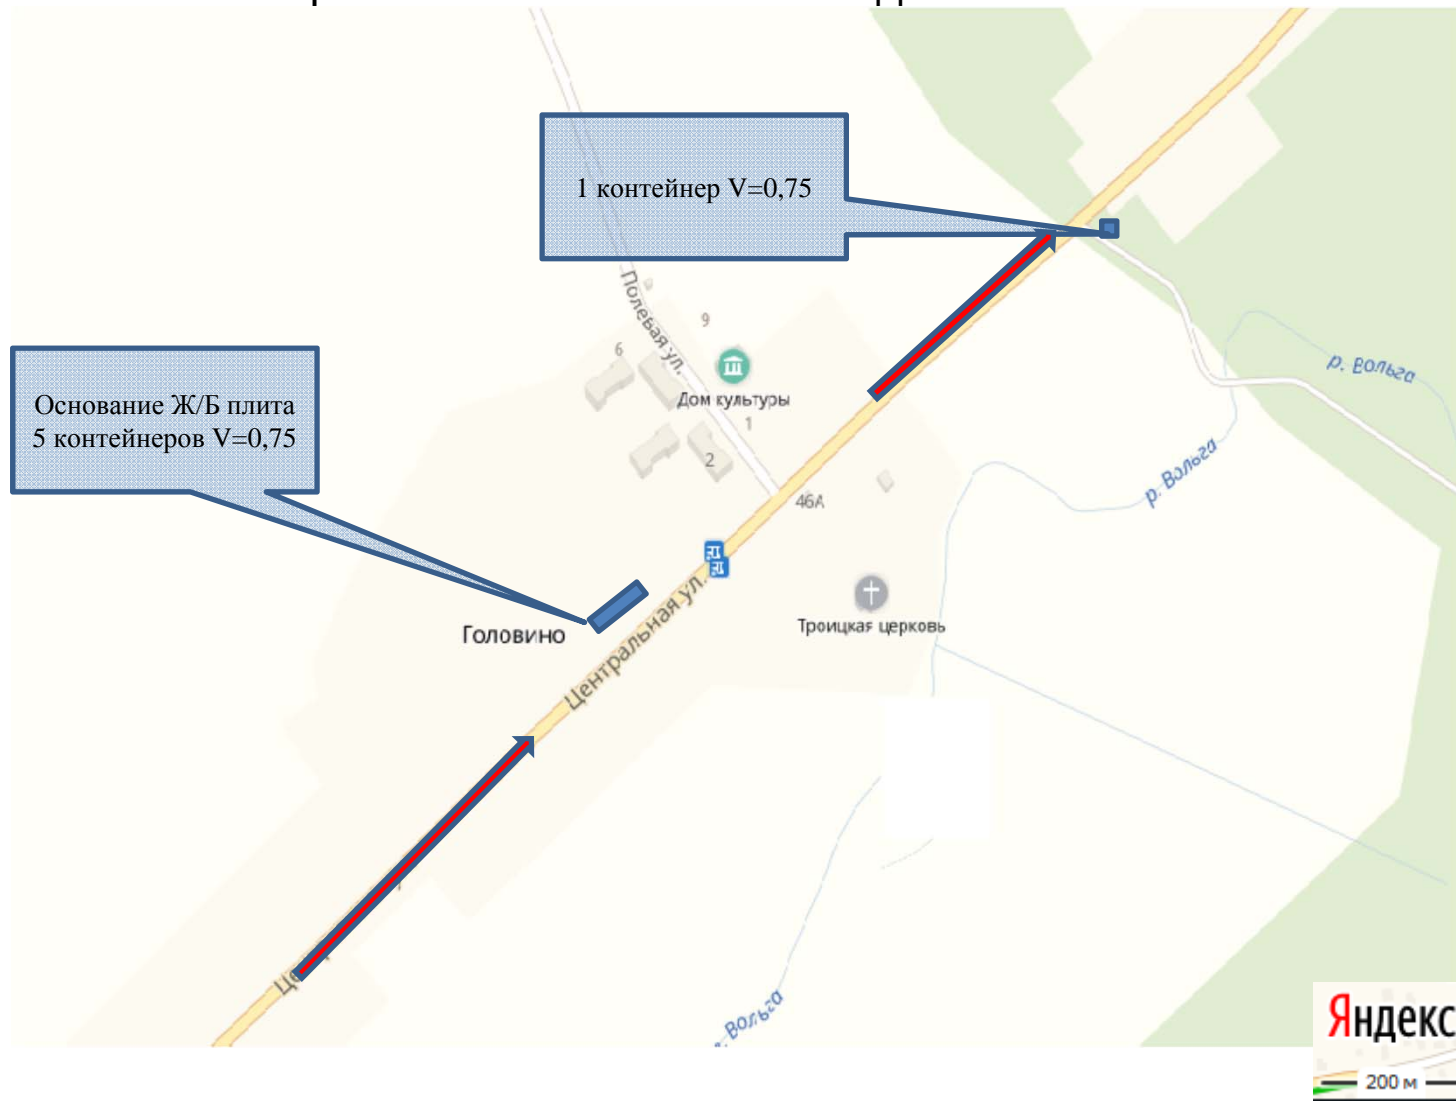 1 контейнер V=0,75
Полевая ул.
9
6
Дом культуры
1
2
р. Вольга
Основание Ж/Б плита
5 контейнеров V=0,75
р. Вольга
46А
Троицкая церковь
Головино
Центральная ул.
Яндекс
200 м